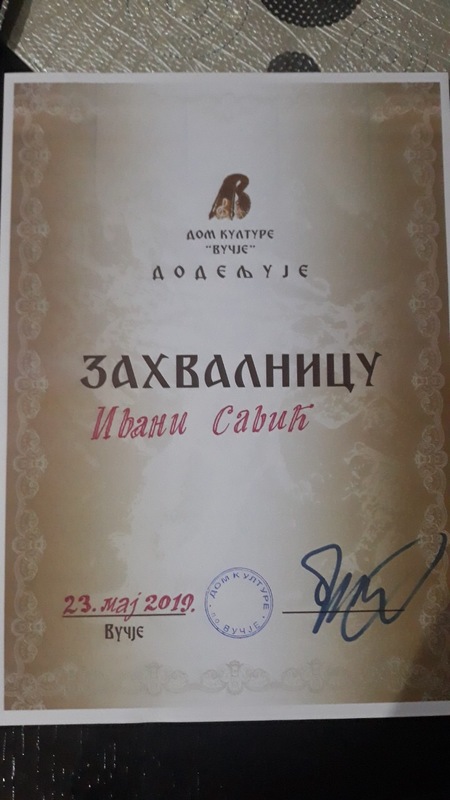 ДОМ КУЛТУРЕ
"ВУЧЈЕ"
ДОДЕЉУЈЕ
ЗАХВАЛНИЦУ
Ивани Савић
23. мај 2019.
ВУЧЈЕ
ДОМ КУЛТУРЕ
ВУЧЈЕ